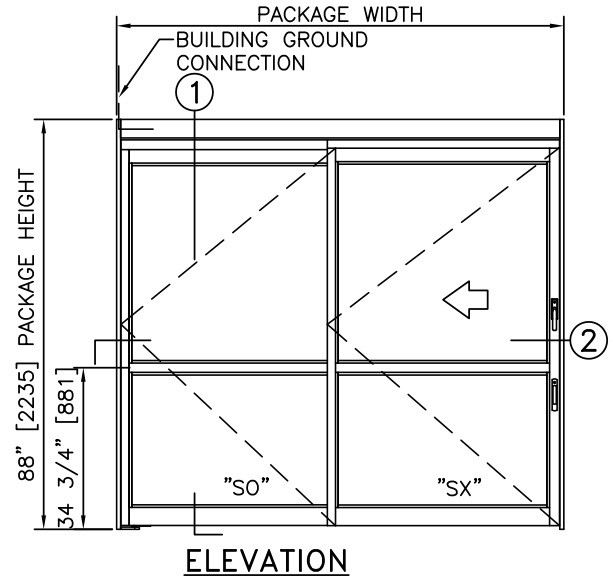 PACKAGE WIDTH
BUILDING GROUND
CONNECTION
1
88" [2235] PACKAGE HEIGHT
34 3/4" [881]
2
"SO"
"SX"
ELEVATION